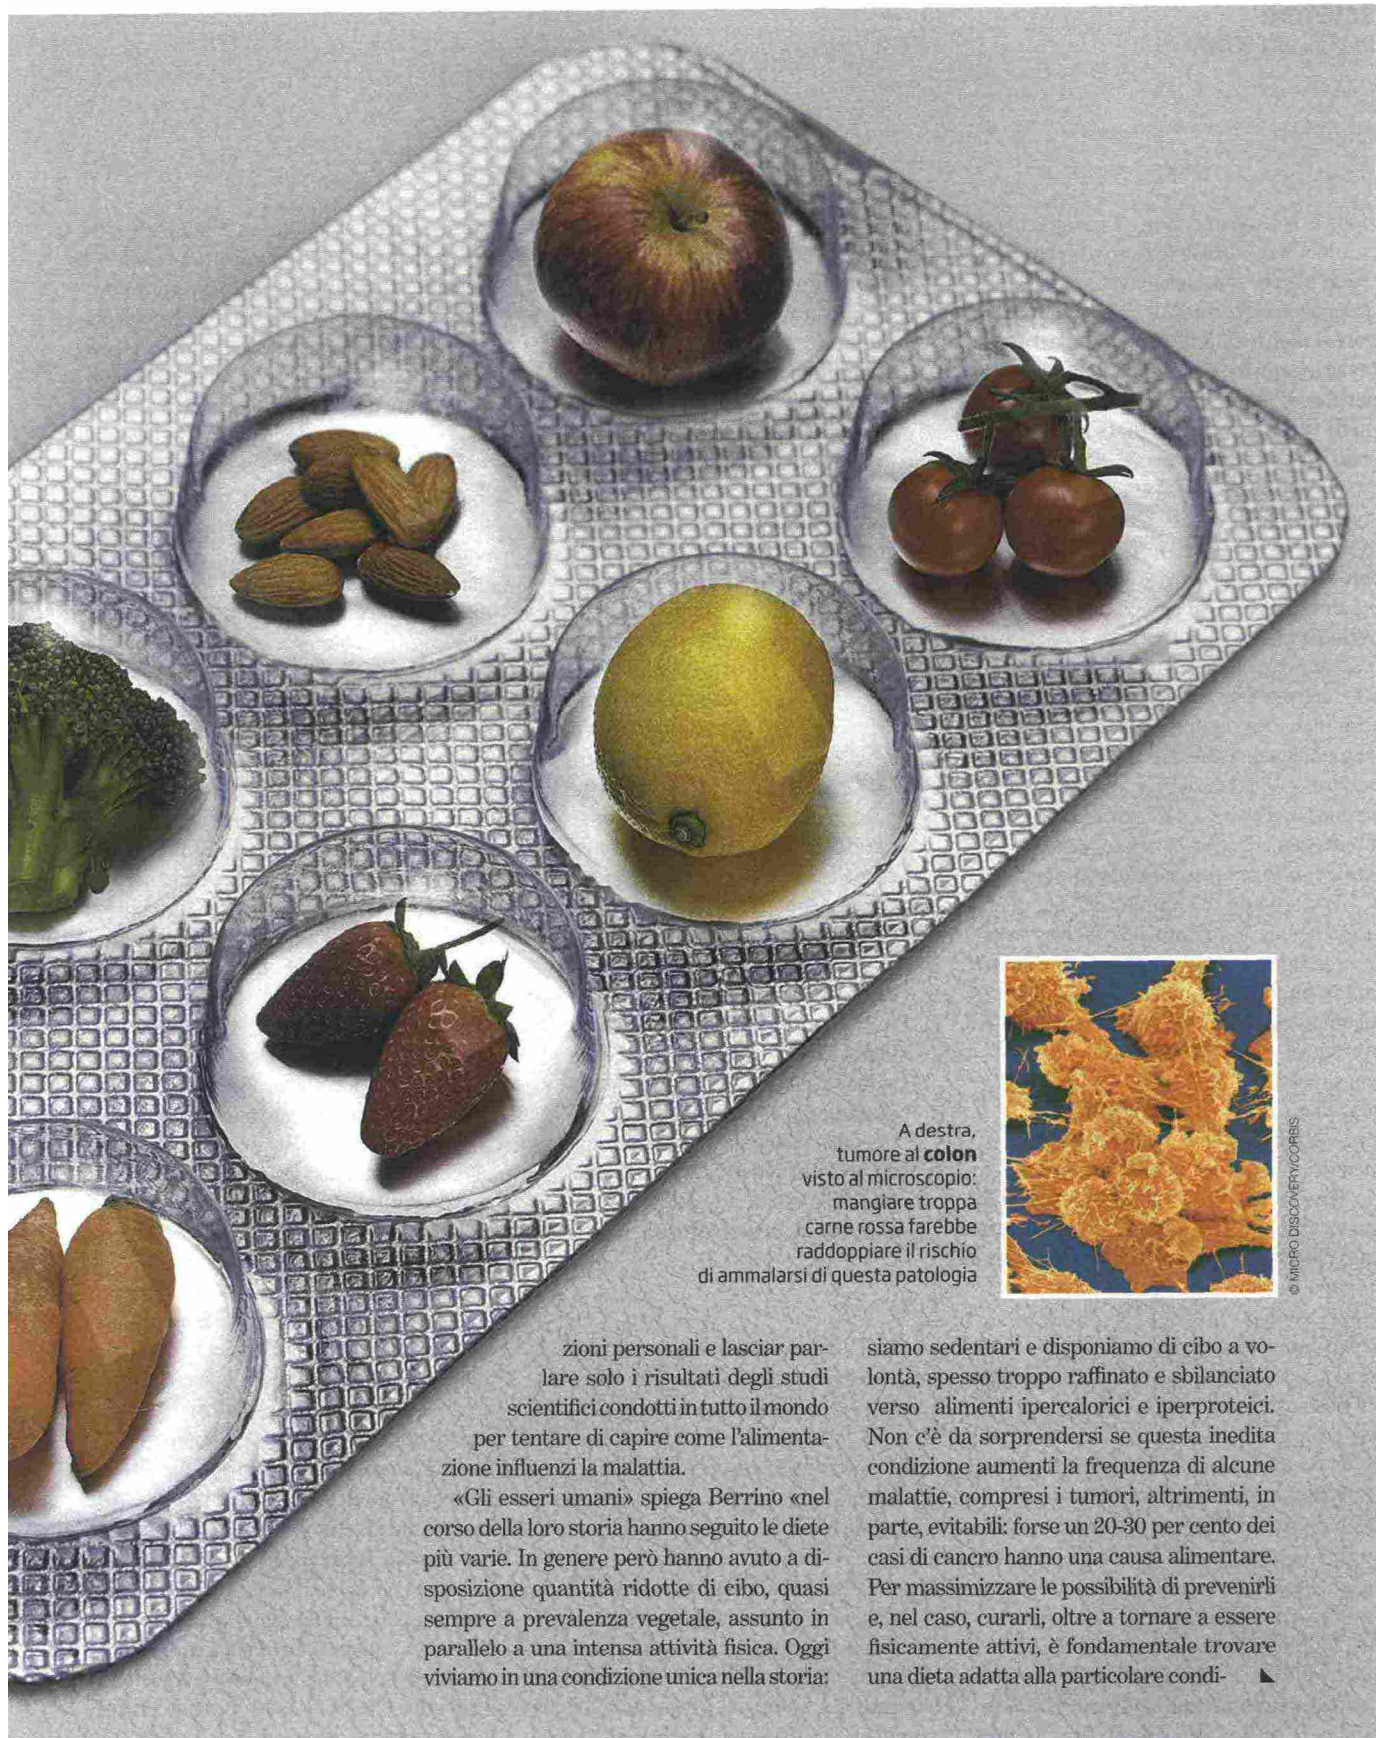 A destra,
tumore al colon
visto al microscopio:
mangiare troppa
carne rossa farebbe
raddoppiare il rischio
di ammalarsi di questa patologia
© MICRO DISCOVERY/CORBIS
zioni personali e lasciar par-
lare solo i risultati degli studi
scientifici condotti in tutto il mondo
per tentare di capire come l'alimenta-
zione influenzi la malattia.
«Gli esseri umani» spiega Berrino «nel
corso della loro storia hanno seguito le diete
più varie. In genere però hanno avuto a di-
sposizione quantità ridotte di cibo, quasi
sempre a prevalenza vegetale, assunto in
parallelo a una intensa attività fisica. Oggi
viviamo in una condizione unica nella storia:
siamo sedentari e disponiamo di cibo a vo-
lontà, spesso troppo raffinato e sbilanciato
verso alimenti ipercalorici e iperproteici.
Non c'è da sorprendersi se questa inedita
condizione aumenti la frequenza di alcune
malattie, compresi i tumori, altrimenti, in
parte, evitabili: forse un 20-30 per cento dei
casi di cancro hanno una causa alimentare.
Per massimizzare le possibilità di prevenirli
e, nel caso, curarli, oltre a tornare a essere
fisicamente attivi, è fondamentale trovare
una dieta adatta alla particolare condi-